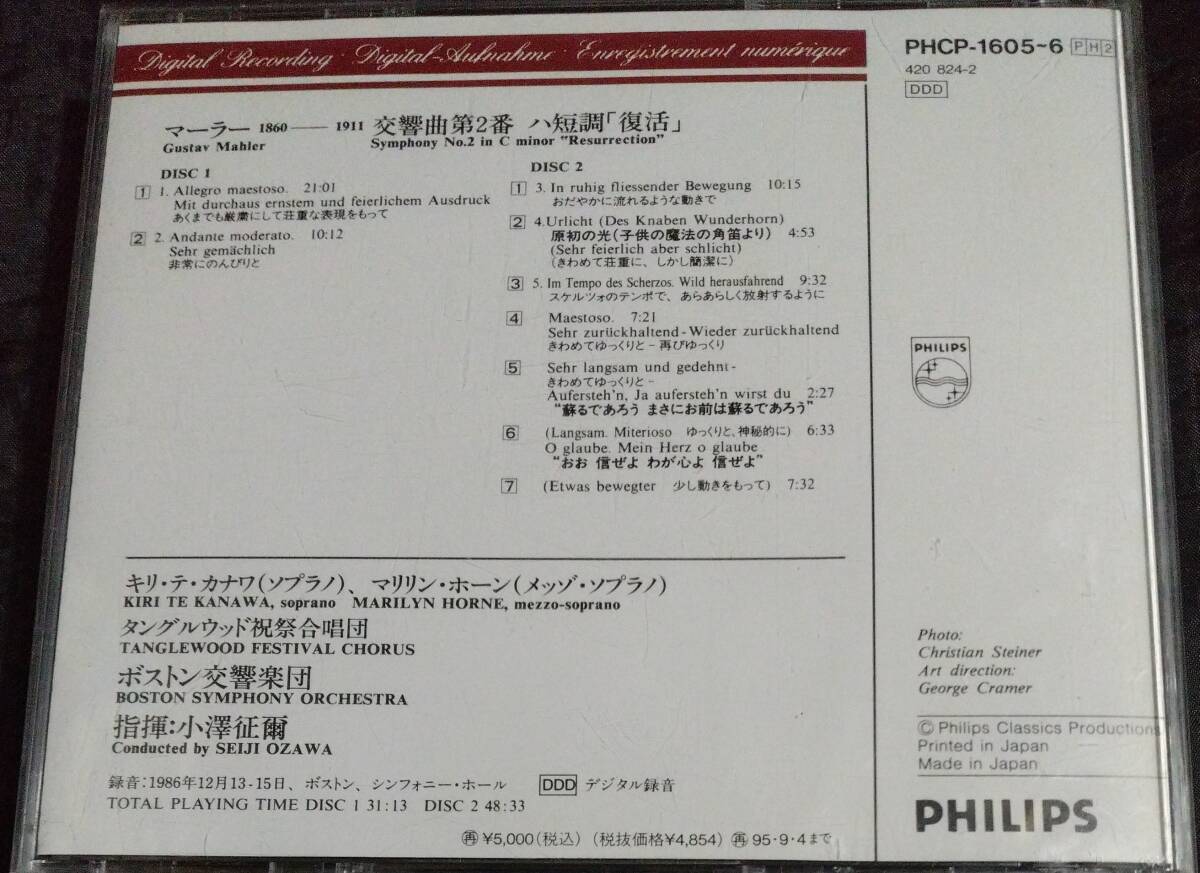 Digital Recording · Digital-Aufnahme · Enregistrement numérique
PHCP-1605~6 PH2
420 824-2
DDD
マーラー 1860——1911 交響曲第2番 ハ短調「復活」
Gustav Mahler Symphony No.2 in C minor "Resurrection"
DISC 1
1 1. Allegro maestoso. 21:01
Mit durchaus ernstem und feierlichem Ausdruck
あくまでも厳粛にして荘重な表現をもって
2 2. Andante moderato. 10:12
Sehr gemächlich
非常にのんびりと
DISC 2
1 3. In ruhig fliessender Bewegung 10:15
おだやかに流れるような動きで
2 4.Urlicht (Des Knaben Wunderhorn)
原初の光(子供の魔法の角笛より) 4:53
(Sehr feierlich aber schlicht)
(きわめて荘重に、しかし簡潔に)
3 5. Im Tempo des Scherzos. Wild herausfahrend 9:32
スケルツォのテンポで、あらあらしく放射するように
4 Maestoso. 7:21
Sehr zurückhaltend-Wieder zurückhaltend
きわめてゆっくりと-再びゆっくり
5 Sehr langsam und gedehnt-
きわめてゆっくりと-
Aufersteh'n, Ja aufersteh'n wirst du 2:27
"蘇るであろう まさにお前は蘇るであろう"
6 (Langsam. Miterioso ゆっくりと、神秘的に) 6:33
O glaube. Mein Herz o glaube
"おお 信ぜよ わが心よ 信ぜよ"
7 (Etwas bewegter 少し動きをもって) 7:32
キリ・テ・カナワ(ソプラノ)、マリリン・ホーン(メッゾ・ソプラノ)
KIRI TE KANAWA, soprano MARILYN HORNE, mezzo-soprano
タングルウッド祝祭合唱団
TANGLEWOOD FESTIVAL CHORUS
ボストン交響楽団
BOSTON SYMPHONY ORCHESTRA
指揮:小澤征爾
Conducted by SEIJI OZAWA
録音:1986年12月13-15日、ボストン、シンフォニー・ホール DDD デジタル録音
TOTAL PLAYING TIME DISC 1 31:13 DISC 2 48:33
再 ¥5,000(税込) (税抜価格¥4,854) 再 95・9・4まで
PHILIPS
Photo:
Christian Steiner
Art direction:
George Cramer
© Philips Classics Productions
Printed in Japan
Made in Japan
PHILIPS